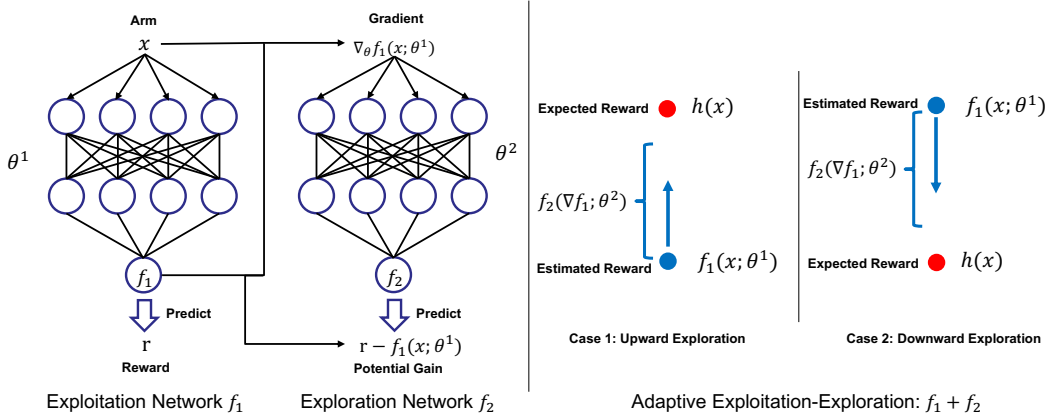 Arm
x
θ¹
f₁
Predict
r
Reward
Exploitation Network f₁
Gradient
∇θf₁(x; θ¹)
θ²
f₂
Predict
r − f₁(x; θ¹)
Potential Gain
Exploration Network f₂
Expected Reward
h(x)
f₂(∇f₁; θ²)
Estimated Reward
f₁(x; θ¹)
Case 1: Upward Exploration
Estimated Reward
f₁(x; θ¹)
f₂(∇f₁; θ²)
Expected Reward
h(x)
Case 2: Downward Exploration
Adaptive Exploitation-Exploration: f₁ + f₂